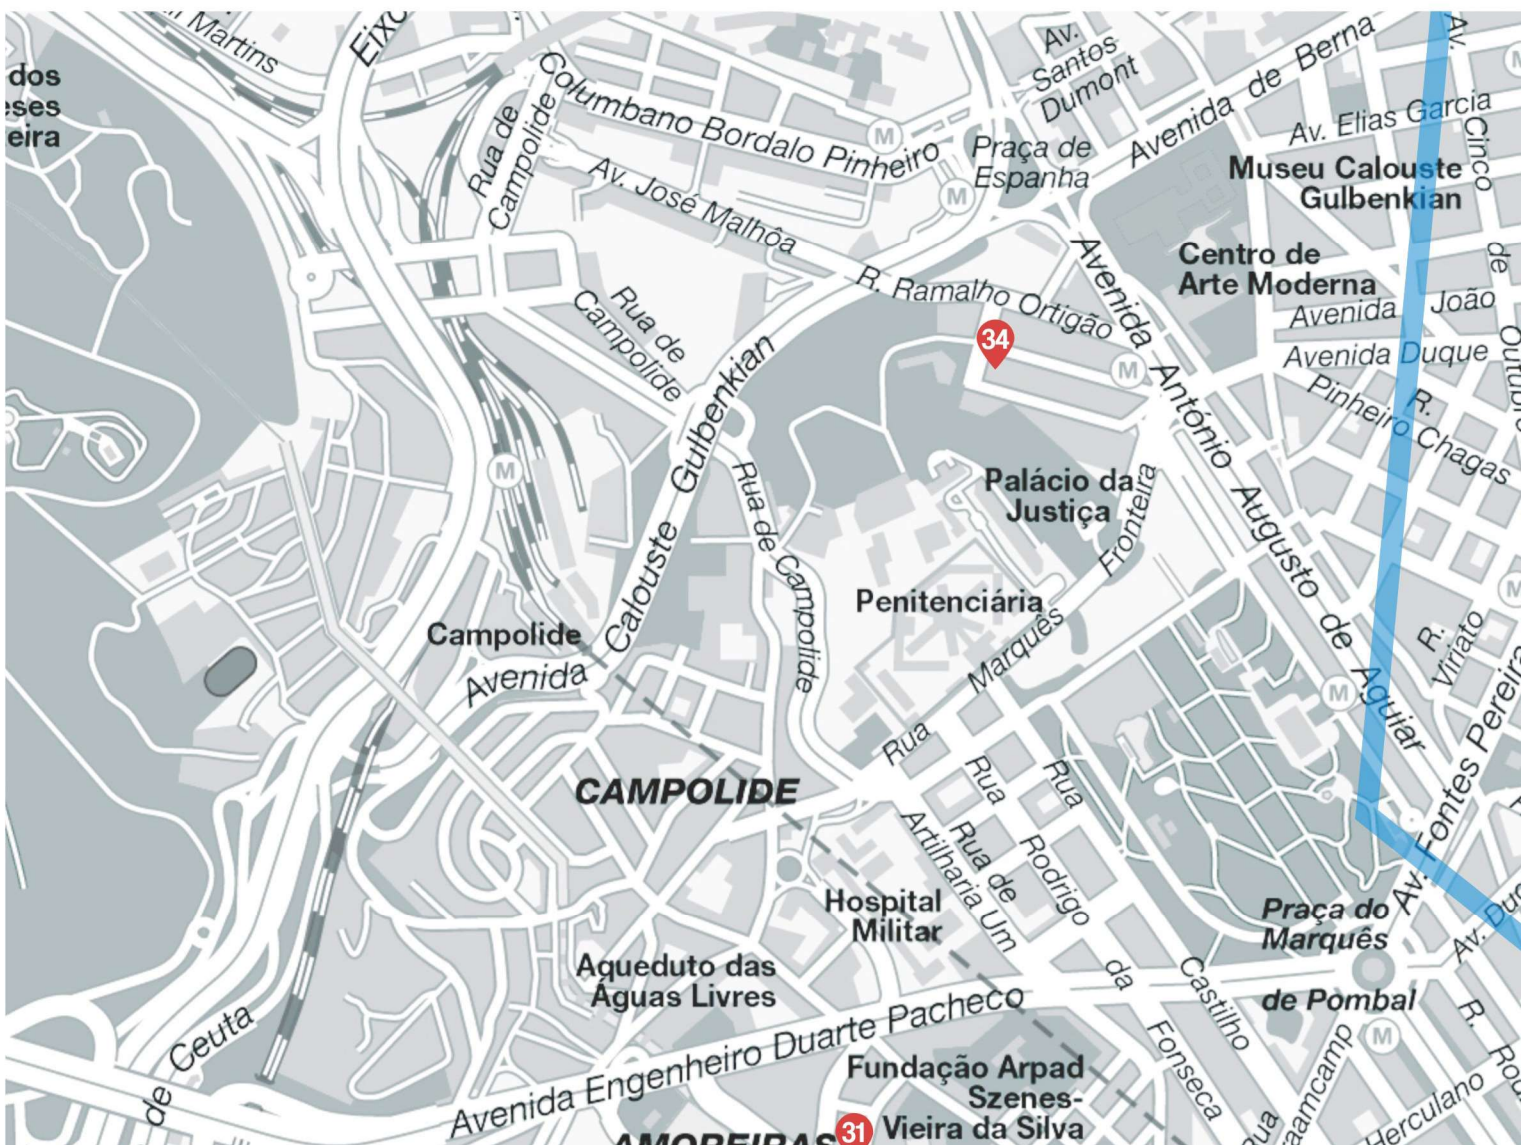 Martins
Eixo
dos
eses
eira
Rua de
Campolide
Columbano Bordalo Pinheiro
Av. José Malhôa
M
M
Praça de
Espanha
Av.
Santos
Dumont
Avenida de Berna
Av.
Cinco
de
Outubro
M
Av. Elias Garcia
Museu Calouste
Gulbenkian
Centro de
Arte Moderna
Avenida João
Avenida Duque
R.
Pinheiro Chagas
R. Ramalho Ortigão
34
M
Rua de
Campolide
Avenida António Augusto de Aguiar
Avenida Calouste Gulbenkian
M
Rua de Campolide
Palácio da
Justiça
Penitenciária
Rua Marquês Fronteira
Campolide
M
R.
Viriato
M
Av. Fontes Pereira
CAMPOLIDE
Rua
Artilharia Um
Rua de
Rodrigo
da
Fonseca
Rua
Castilho
Hospital
Militar
Aqueduto das
Águas Livres
Praça do
Marquês
de Pombal
M
Av. Duq
R.
Rod
de Ceuta
Avenida Engenheiro Duarte Pacheco
Fundação Arpad
Szenes-
Vieira da Silva
AMOREIRAS
31
Rua
aamcamp
Herculano